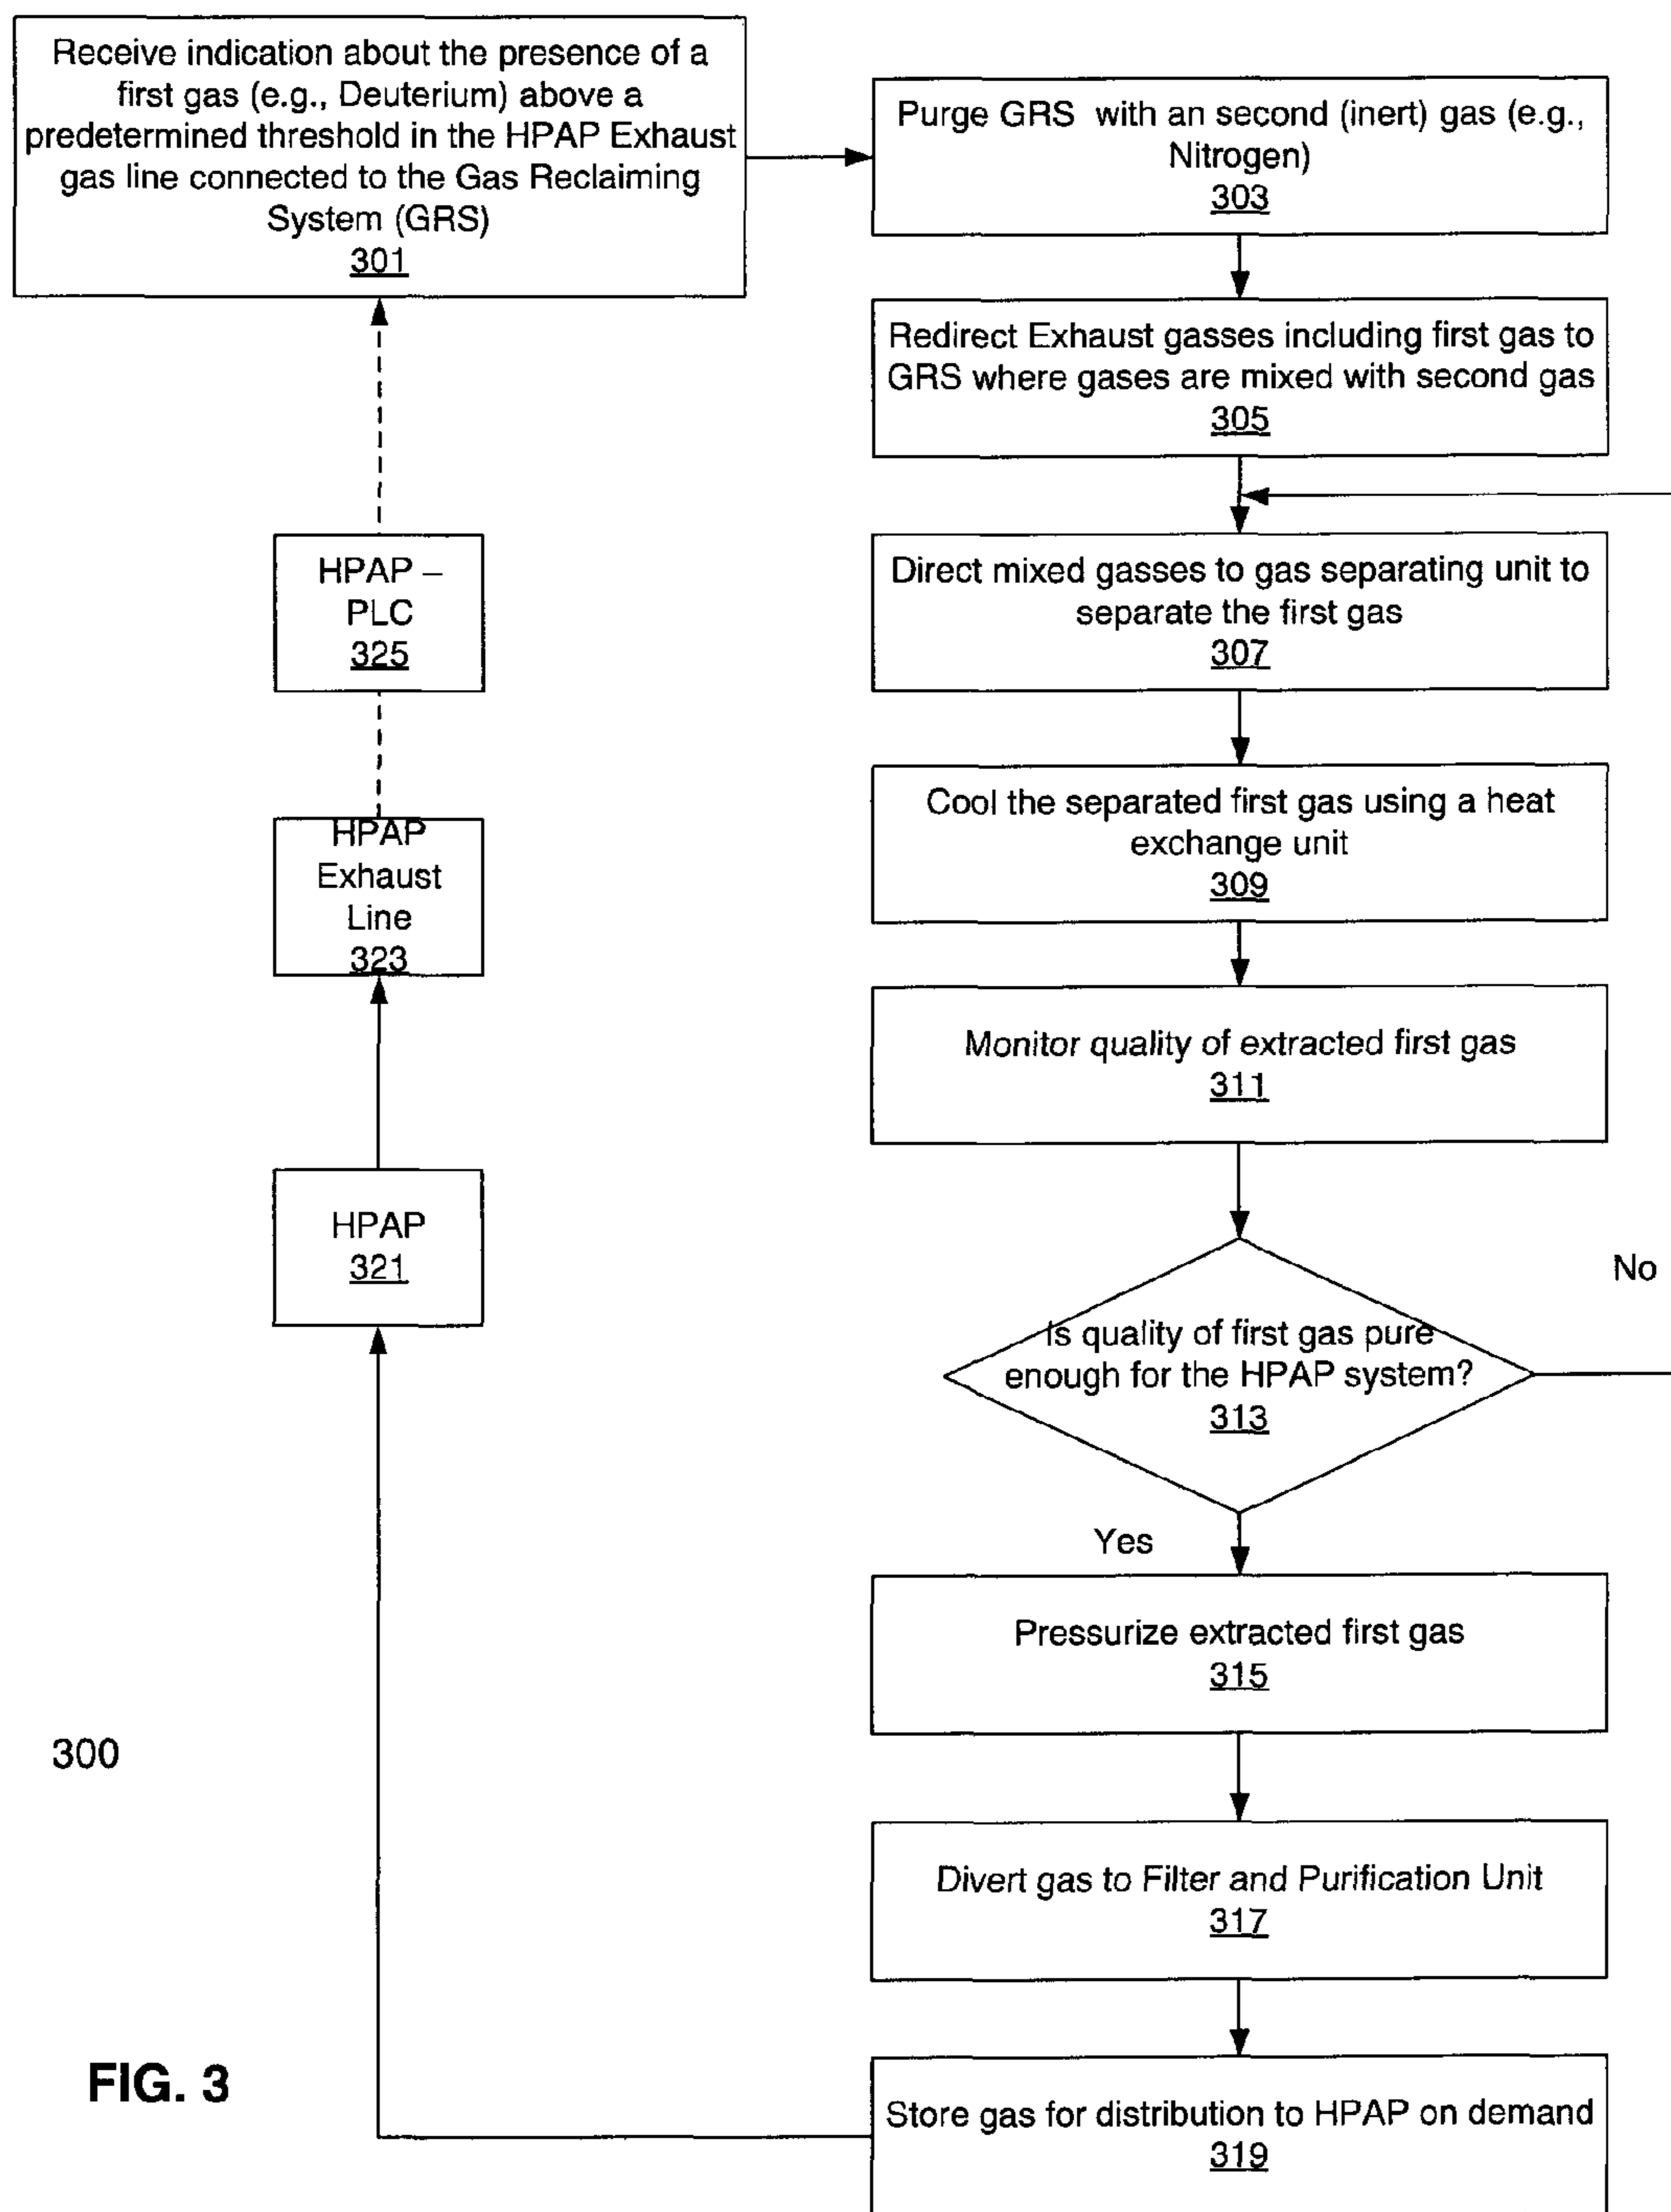 Receive indication about the presence of a
first gas (e.g., Deuterium) above a
predetermined threshold in the HPAP Exhaust
gas line connected to the Gas Reclaiming
System (GRS)
301
Purge GRS with an second (inert) gas (e.g.,
Nitrogen)
303
Redirect Exhaust gasses including first gas to
GRS where gases are mixed with second gas
305
Direct mixed gasses to gas separating unit to
separate the first gas
307
Cool the separated first gas using a heat
exchange unit
309
Monitor quality of extracted first gas
311
Is quality of first gas pure
enough for the HPAP system?
313
No
Yes
Pressurize extracted first gas
315
Divert gas to Filter and Purification Unit
317
Store gas for distribution to HPAP on demand
319
HPAP
321
HPAP
Exhaust
Line
323
HPAP –
PLC
325
300
FIG. 3